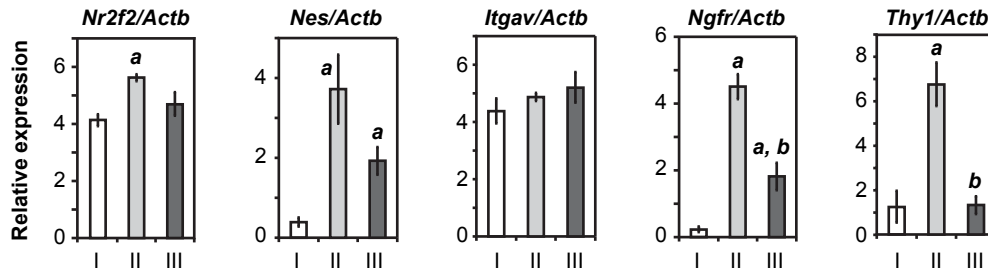 Nr2f2/Actb Nes/Actb Itgav/Actb Ngfr/Actb Thy1/Actb
Relative expression
6
4
2
0
a
I II III
4
2
0
a
a
I II III
6
4
2
0
I II III
6
4
2
0
a
a, b
I II III
8
6
4
2
0
a
b
I II III